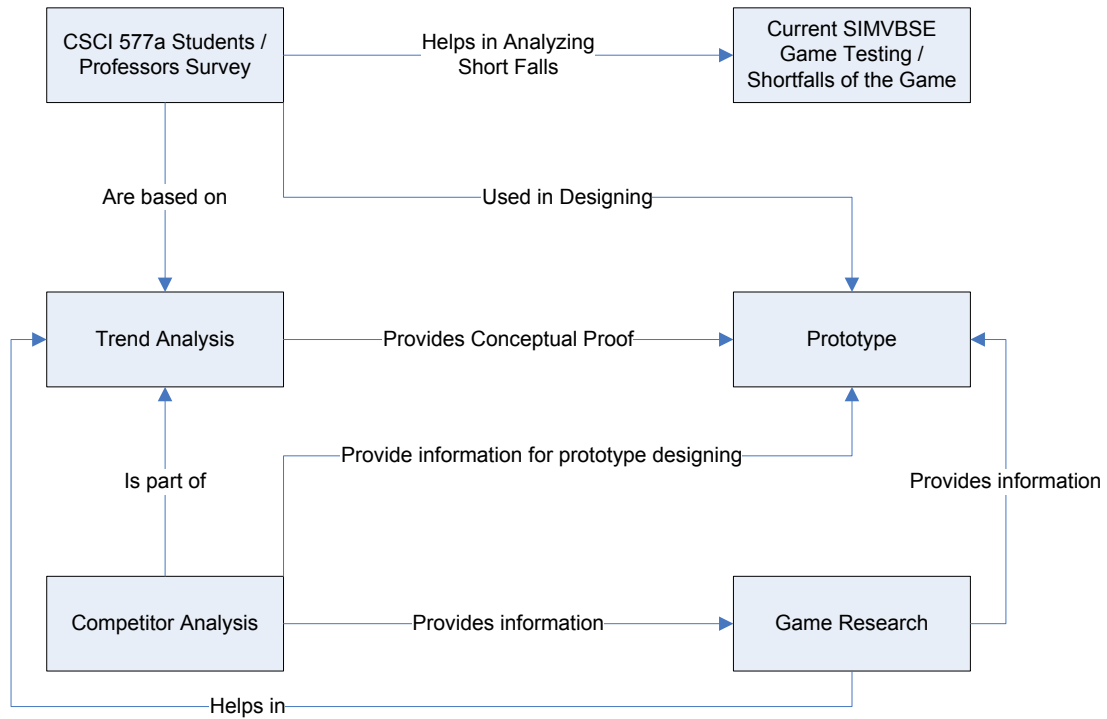 CSCI 577a Students /
Professors Survey
Helps in Analyzing
Short Falls
Current SIMVBSE
Game Testing /
Shortfalls of the Game
Are based on
Used in Designing
Trend Analysis
Provides Conceptual Proof
Prototype
Provide information for prototype designing
Is part of
Provides information
Competitor Analysis
Provides information
Game Research
Helps in